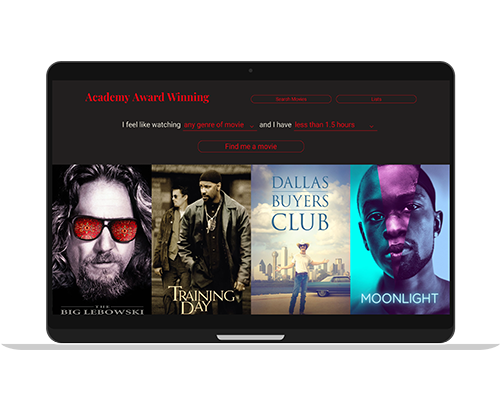 Academy Award Winning
Search Movies
I feel like watching any genre of movie and I have less than 1.5 hours
Find me a movie
THE
BIG LEBOWSKI
TRAINING
DAY
DALLAS
BUYERS
CLUB
MOONLIGHT